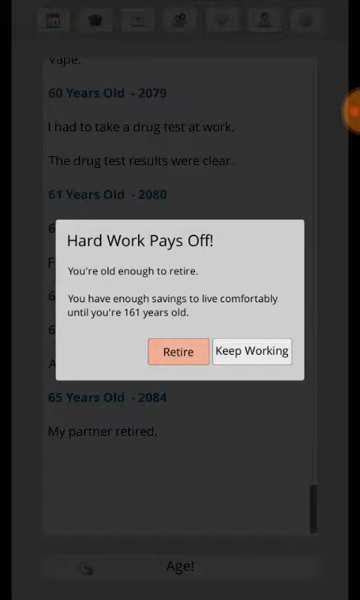 Vape.
60 Years Old - 2079
I had to take a drug test at work.
The drug test results were clear.
61 Years Old - 2080
Hard Work Pays Off!
You're old enough to retire.
You have enough savings to live comfortably
until you're 161 years old.
Retire
Keep Working
65 Years Old - 2084
My partner retired.
Age!